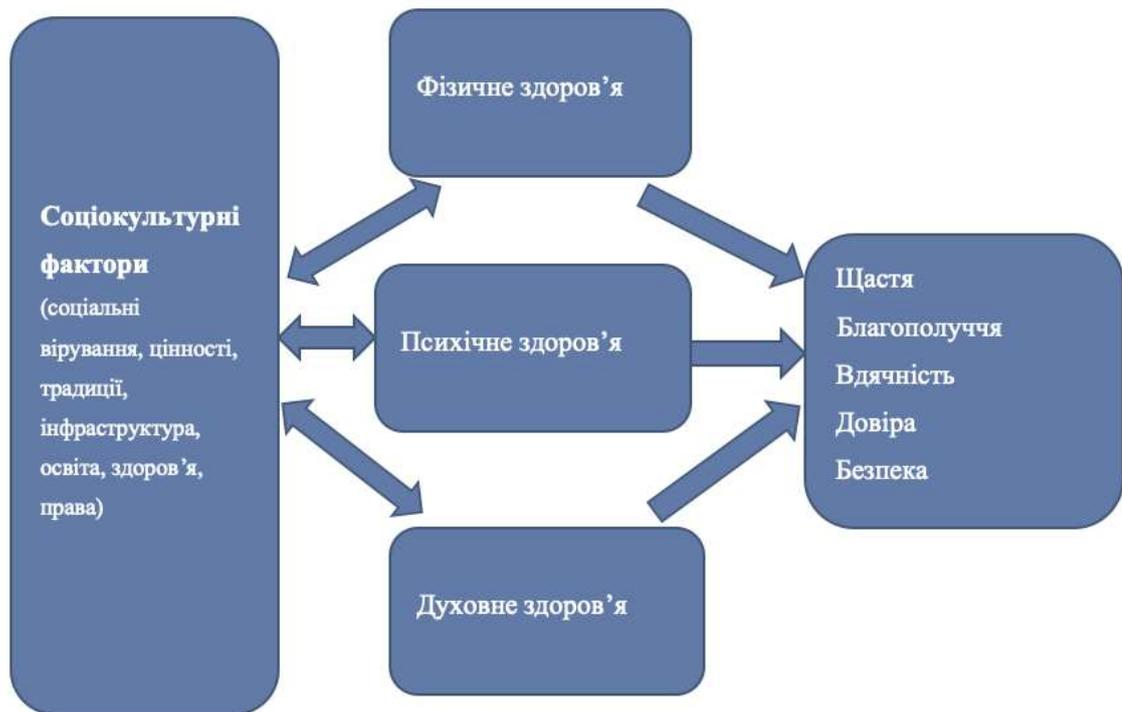 Соціокультурні
фактори
(соціальні
вірування, цінності,
традиції,
інфраструктура,
освіта, здоров’я,
права)
Фізичне здоров’я
Психічне здоров’я
Духовне здоров’я
Щастя
Благополуччя
Вдячність
Довіра
Безпека